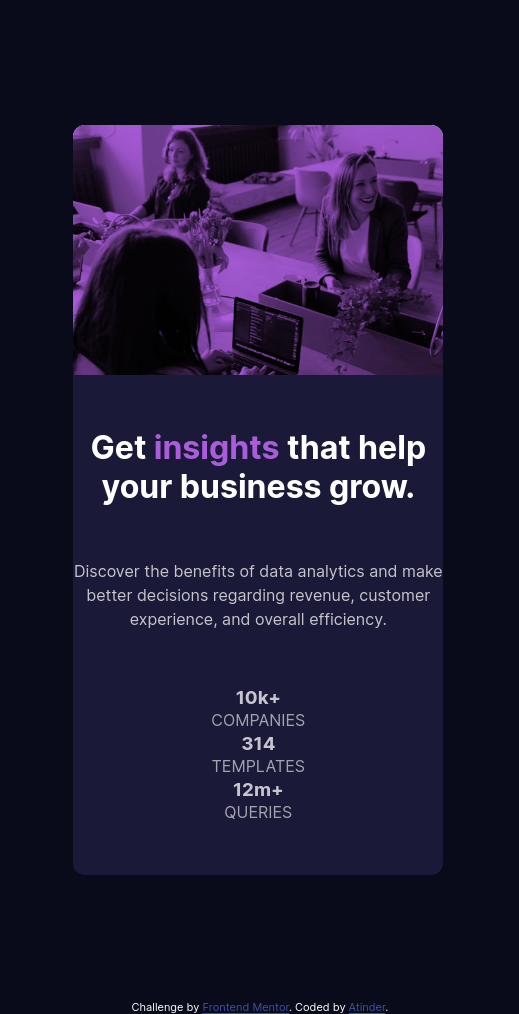 Get insights that help
your business grow.
Discover the benefits of data analytics and make
better decisions regarding revenue, customer
experience, and overall efficiency.
10k+
COMPANIES
314
TEMPLATES
12m+
QUERIES
Challenge by Frontend Mentor. Coded by Atinder.